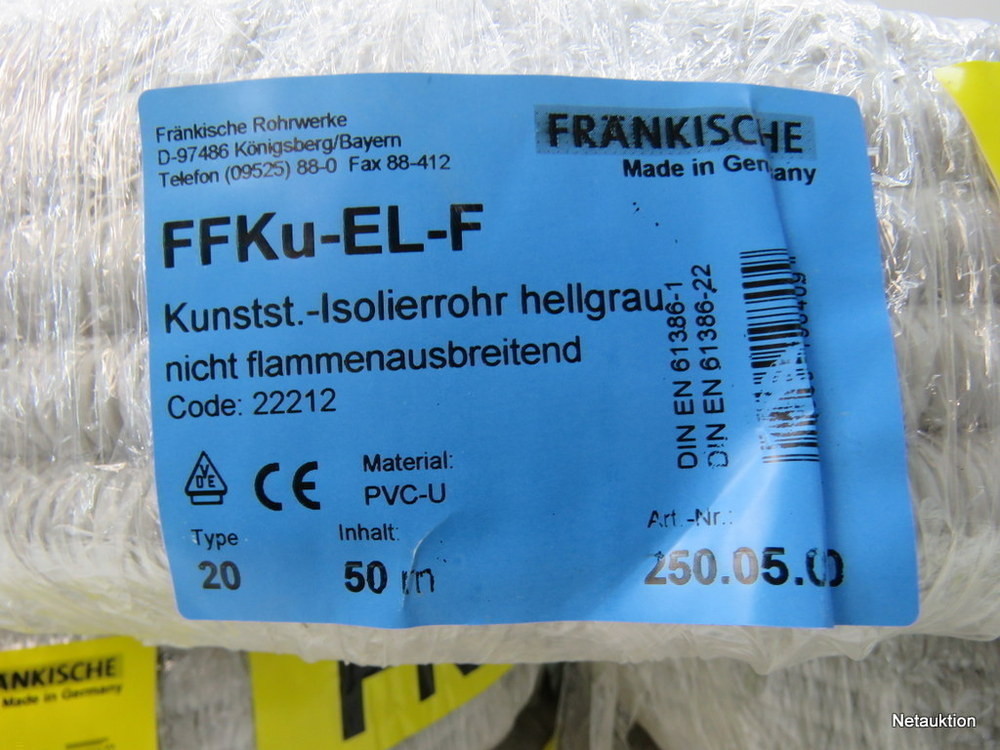 Fränkische Rohrwerke
D-97486 Königsberg/Bayern
Telefon (09525) 88-0 Fax 88-412
FRÄNKISCHE
Made in Germany
FFKu-EL-F
Kunstst.-Isolierrohr hellgrau
nicht flammenausbreitend
Code: 22212
DIN EN 61386-1
DIN EN 61386-22
VDE
CE
Material:
PVC-U
Type
20
Inhalt:
50 m
Art.-Nr.:
250.05.0
ANKISCHE
Made in Germany
Netauktion